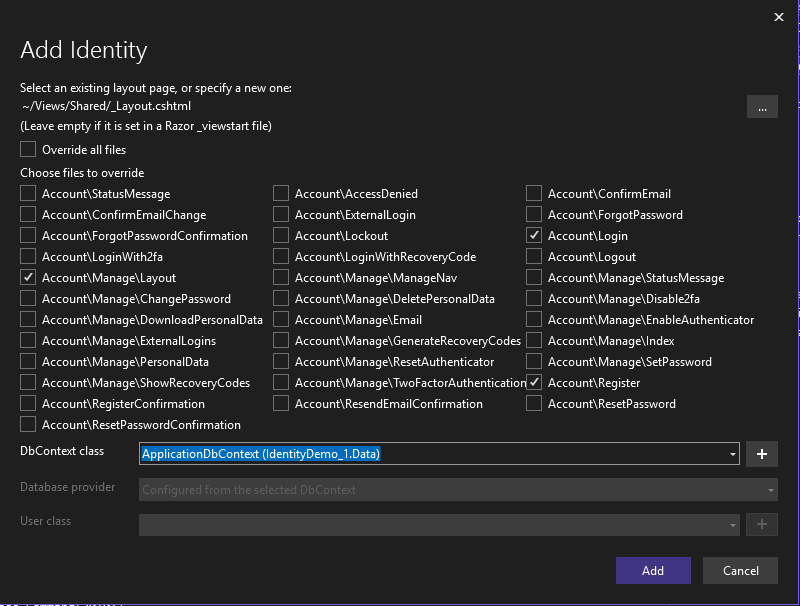 Add Identity
Select an existing layout page, or specify a new one:
~/Views/Shared/_Layout.cshtml
...
(Leave empty if it is set in a Razor _viewstart file)
Override all files
Choose files to override
Account\StatusMessage Account\AccessDenied Account\ConfirmEmail
Account\ConfirmEmailChange Account\ExternalLogin Account\ForgotPassword
Account\ForgotPasswordConfirmation Account\Lockout Account\Login
Account\LoginWith2fa Account\LoginWithRecoveryCode Account\Logout
Account\Manage\Layout Account\Manage\ManageNav Account\Manage\StatusMessage
Account\Manage\ChangePassword Account\Manage\DeletePersonalData Account\Manage\Disable2fa
Account\Manage\DownloadPersonalData Account\Manage\Email Account\Manage\EnableAuthenticator
Account\Manage\ExternalLogins Account\Manage\GenerateRecoveryCodes Account\Manage\Index
Account\Manage\PersonalData Account\Manage\ResetAuthenticator Account\Manage\SetPassword
Account\Manage\ShowRecoveryCodes Account\Manage\TwoFactorAuthentication Account\Register
Account\RegisterConfirmation Account\ResendEmailConfirmation Account\ResetPassword
Account\ResetPasswordConfirmation
DbContext class ApplicationDbContext (IdentityDemo_1.Data)
Database provider Configured from the selected DbContext
User class
Add Cancel